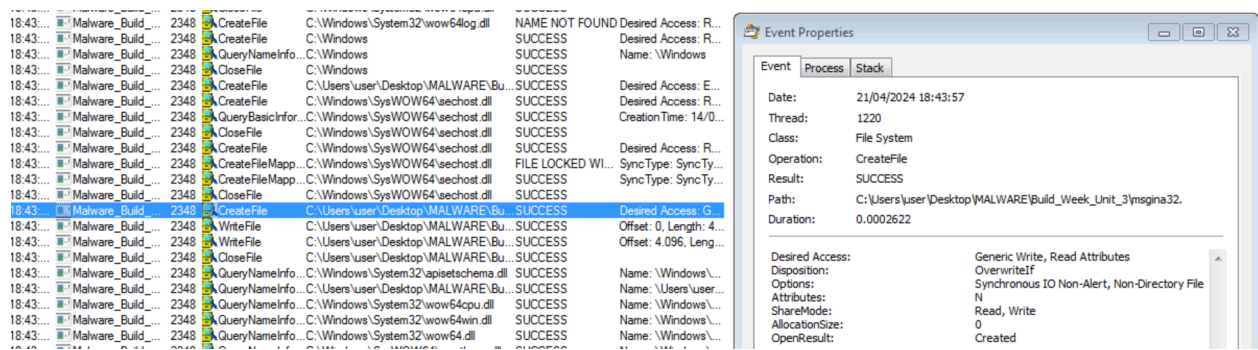 18:43:... Malware_Build_... 2348 CreateFile C:\Windows\System32\wow64log.dll NAME NOT FOUND Desired Access: R...
18:43:... Malware_Build_... 2348 CreateFile C:\Windows SUCCESS Desired Access: R...
18:43:... Malware_Build_... 2348 QueryNameInfo... C:\Windows SUCCESS Name: \Windows
18:43:... Malware_Build_... 2348 CloseFile C:\Windows SUCCESS
18:43:... Malware_Build_... 2348 CreateFile C:\Users\user\Desktop\MALWARE\Bu... SUCCESS Desired Access: E...
18:43:... Malware_Build_... 2348 CreateFile C:\Windows\SysWOW64\sechost.dll SUCCESS Desired Access: R...
18:43:... Malware_Build_... 2348 QueryBasicInfor... C:\Windows\SysWOW64\sechost.dll SUCCESS CreationTime: 14/0...
18:43:... Malware_Build_... 2348 CloseFile C:\Windows\SysWOW64\sechost.dll SUCCESS
18:43:... Malware_Build_... 2348 CreateFile C:\Windows\SysWOW64\sechost.dll SUCCESS Desired Access: R...
18:43:... Malware_Build_... 2348 CreateFileMapp... C:\Windows\SysWOW64\sechost.dll FILE LOCKED WI... SyncType: SyncTy...
18:43:... Malware_Build_... 2348 CreateFileMapp... C:\Windows\SysWOW64\sechost.dll SUCCESS SyncType: SyncTy...
18:43:... Malware_Build_... 2348 CloseFile C:\Windows\SysWOW64\sechost.dll SUCCESS
18:43:... Malware_Build_... 2348 CreateFile C:\Users\user\Desktop\MALWARE\Bu... SUCCESS Desired Access: G...
18:43:... Malware_Build_... 2348 WriteFile C:\Users\user\Desktop\MALWARE\Bu... SUCCESS Offset: 0, Length: 4...
18:43:... Malware_Build_... 2348 WriteFile C:\Users\user\Desktop\MALWARE\Bu... SUCCESS Offset: 4.096, Leng...
18:43:... Malware_Build_... 2348 CloseFile C:\Users\user\Desktop\MALWARE\Bu... SUCCESS
18:43:... Malware_Build_... 2348 QueryNameInfo... C:\Windows\System32\apisetschema.dll SUCCESS Name: \Windows\...
18:43:... Malware_Build_... 2348 QueryNameInfo... C:\Users\user\Desktop\MALWARE\Bu... SUCCESS Name: \Users\user...
18:43:... Malware_Build_... 2348 QueryNameInfo... C:\Windows\System32\wow64cpu.dll SUCCESS Name: \Windows\...
18:43:... Malware_Build_... 2348 QueryNameInfo... C:\Windows\System32\wow64win.dll SUCCESS Name: \Windows\...
18:43:... Malware_Build_... 2348 QueryNameInfo... C:\Windows\System32\wow64.dll SUCCESS Name: \Windows\...
Event Properties
Event Process Stack
Date: 21/04/2024 18:43:57
Thread: 1220
Class: File System
Operation: CreateFile
Result: SUCCESS
Path: C:\Users\user\Desktop\MALWARE\Build_Week_Unit_3\msgina32.
Duration: 0.0002622
Desired Access: Generic Write, Read Attributes
Disposition: OverwriteIf
Options: Synchronous IO Non-Alert, Non-Directory File
Attributes: N
ShareMode: Read, Write
AllocationSize: 0
OpenResult: Created